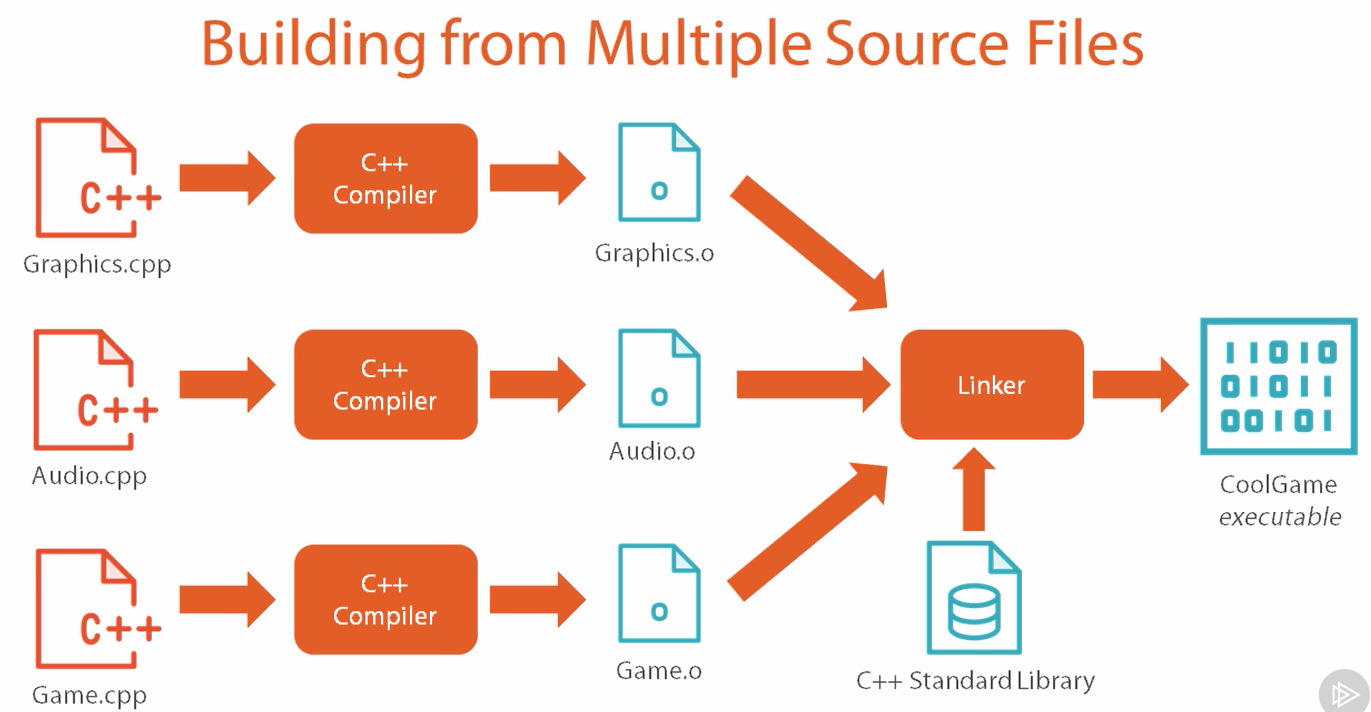 Building from Multiple Source Files
C++
Graphics.cpp
C++
Compiler
o
Graphics.o
C++
Audio.cpp
C++
Compiler
o
Audio.o
Linker
11010
01011
00101
CoolGame
executable
C++
Game.cpp
C++
Compiler
o
Game.o
C++ Standard Library